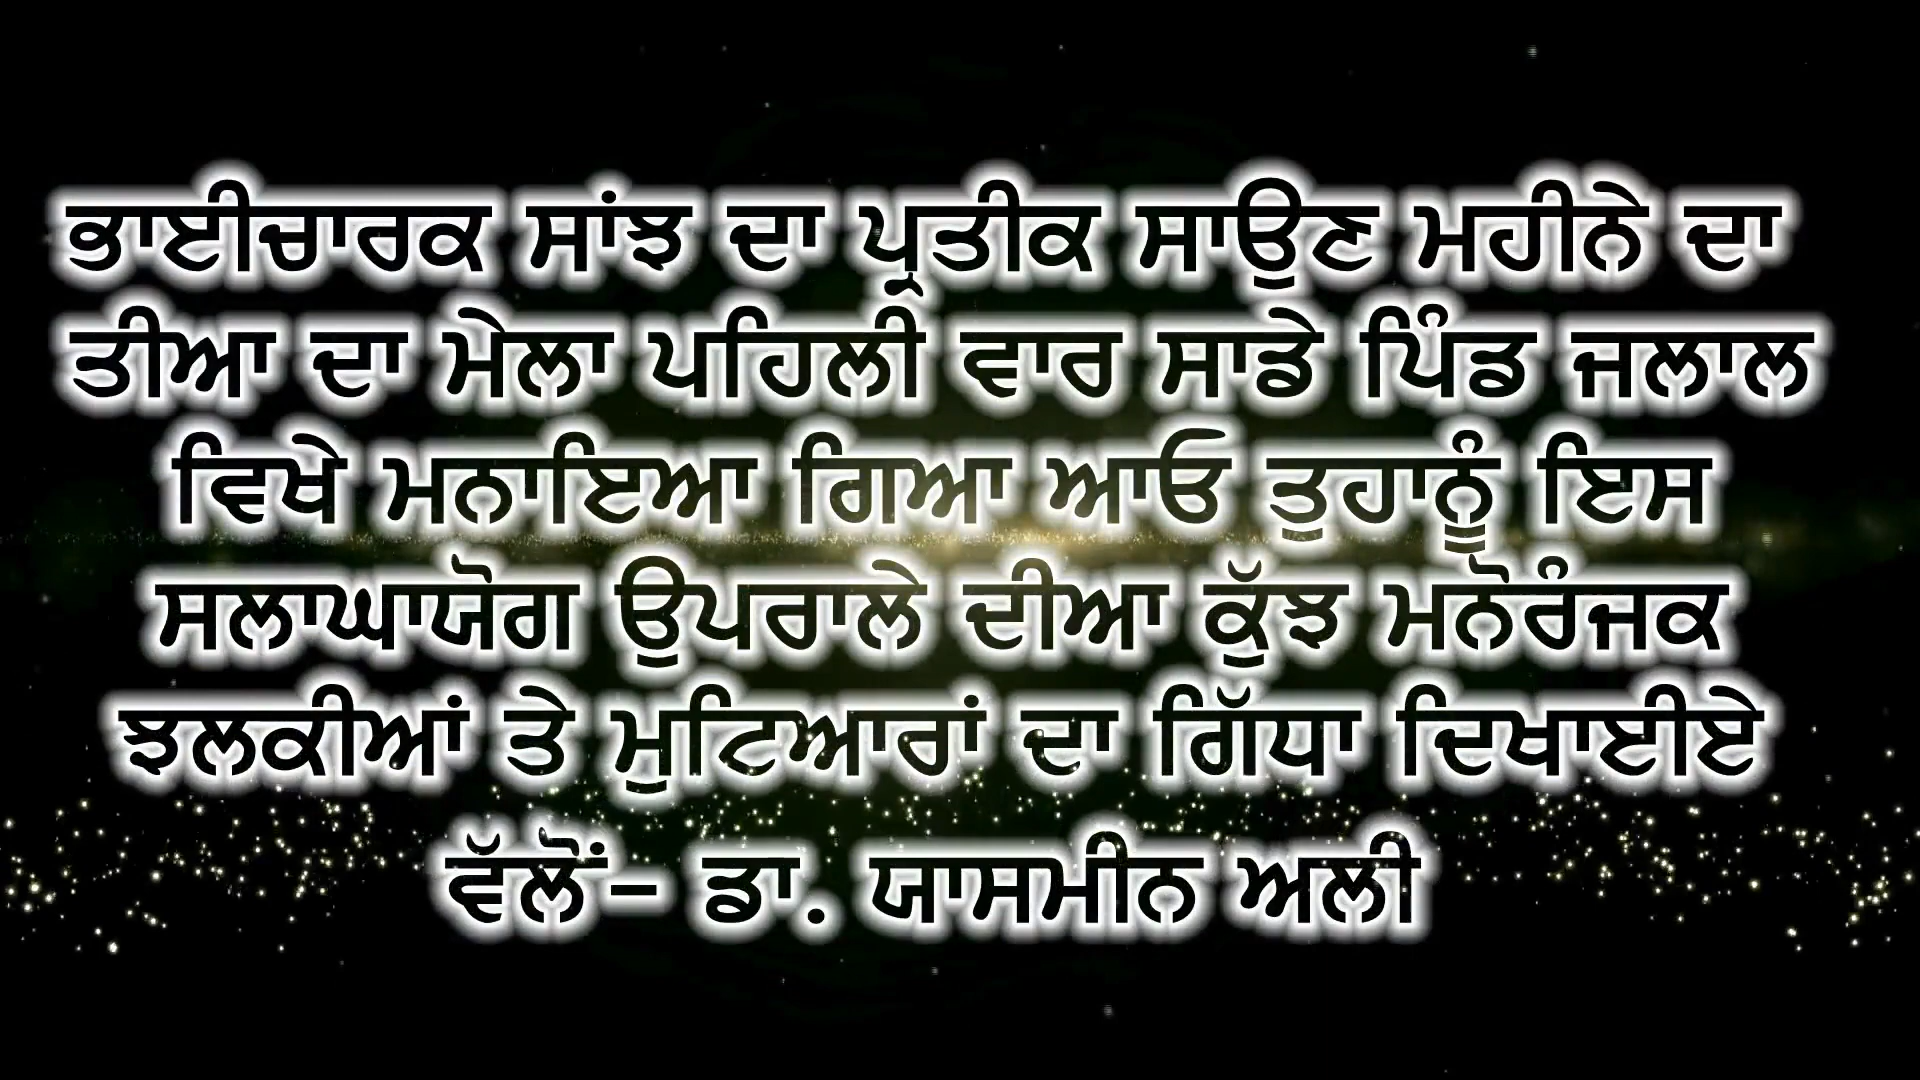 ਭਾਈਚਾਰਕ ਸਾਂਝ ਦਾ ਪ੍ਰਤੀਕ ਸਾਉਣ ਮਹੀਨੇ ਦਾ
ਤੀਆ ਦਾ ਮੇਲਾ ਪਹਿਲੀ ਵਾਰ ਸਾਡੇ ਪਿੰਡ ਜਲਾਲ
ਵਿਖੇ ਮਨਾਇਆ ਗਿਆ ਆਓ ਤੁਹਾਨੂੰ ਇਸ
ਸਲਾਘਾਯੋਗ ਉਪਰਾਲੇ ਦੀਆ ਕੁੱਝ ਮਨੋਰੰਜਕ
ਝਲਕੀਆਂ ਤੇ ਮੁਟਿਆਰਾਂ ਦਾ ਗਿੱਧਾ ਦਿਖਾਈਏ
ਵੱਲੋਂ- ਡਾ. ਯਾਸਮੀਨ ਅਲੀ